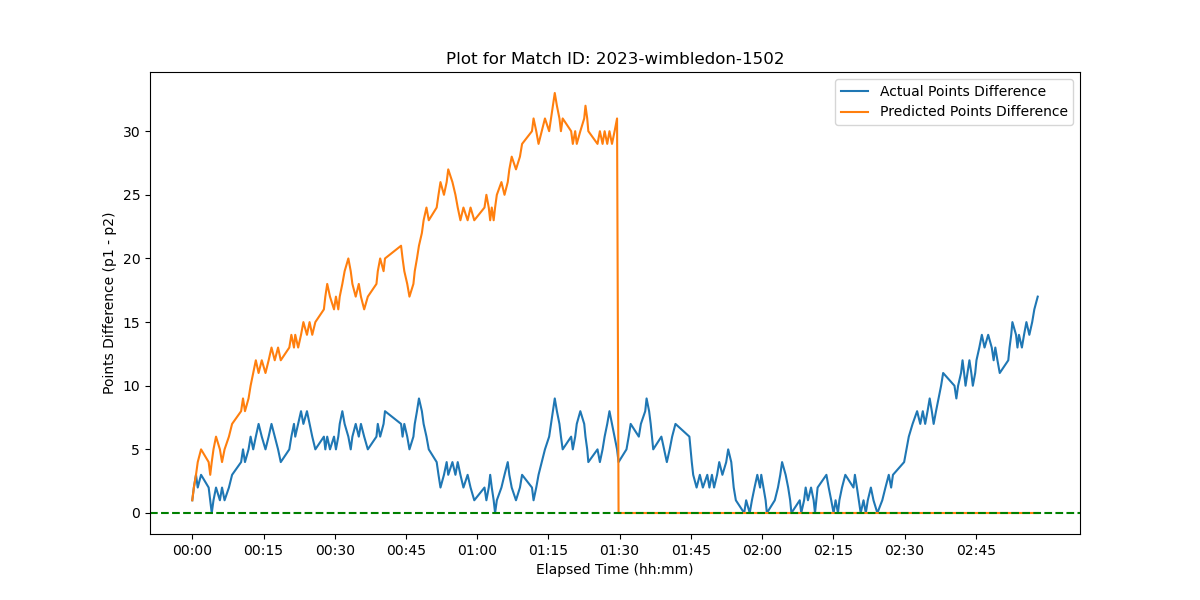 Plot for Match ID: 2023-wimbledon-1502
Actual Points Difference
Predicted Points Difference
Points Difference (p1 - p2)
30
25
20
15
10
5
0
00:00 00:15 00:30 00:45 01:00 01:15 01:30 01:45 02:00 02:15 02:30 02:45
Elapsed Time (hh:mm)